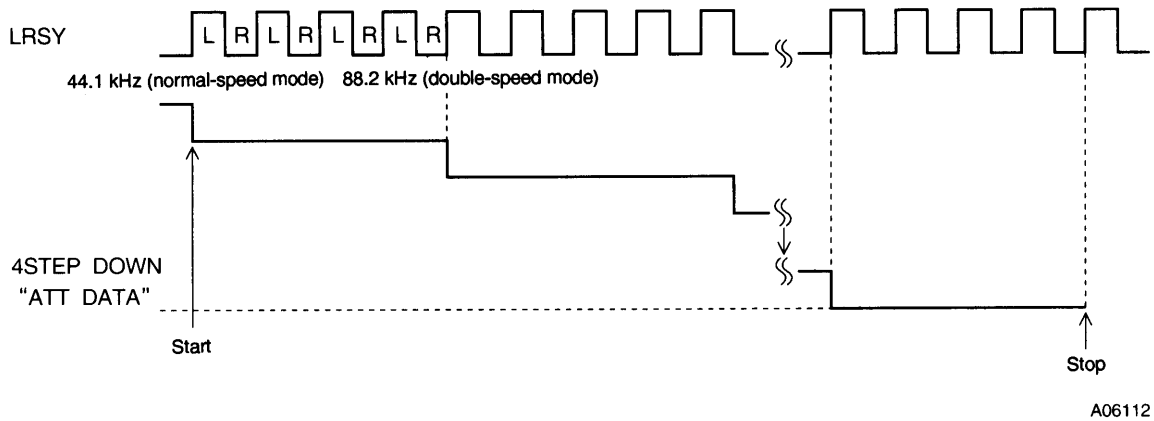 LRSY
L R L R L R L R
44.1 kHz (normal-speed mode) 88.2 kHz (double-speed mode)
4STEP DOWN
“ATT DATA”
Start
Stop
A06112